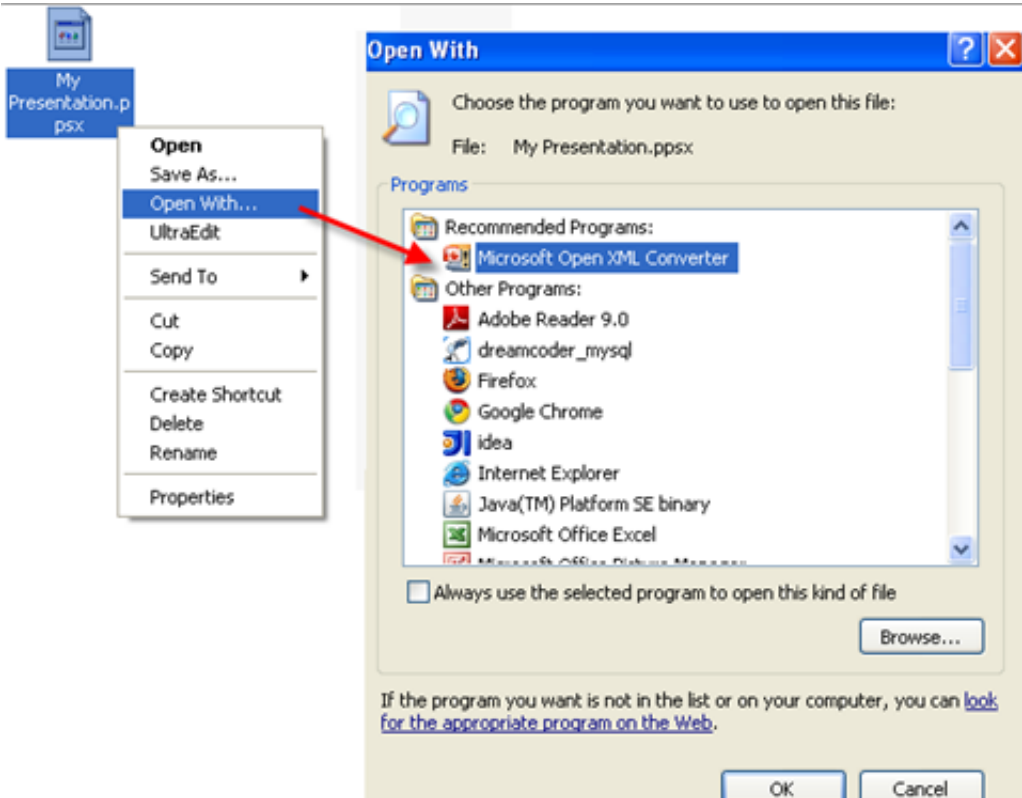 My
Presentation.p
psx
Open
Save As...
Open With...
UltraEdit
Send To
Cut
Copy
Create Shortcut
Delete
Rename
Properties
Open With
Choose the program you want to use to open this file:
File: My Presentation.ppsx
Programs
Recommended Programs:
Microsoft Open XML Converter
Other Programs:
Adobe Reader 9.0
dreamcoder_mysql
Firefox
Google Chrome
idea
Internet Explorer
Java(TM) Platform SE binary
Microsoft Office Excel
Microsoft Office Picture Manager
Always use the selected program to open this kind of file
Browse...
If the program you want is not in the list or on your computer, you can look
for the appropriate program on the Web.
OK
Cancel